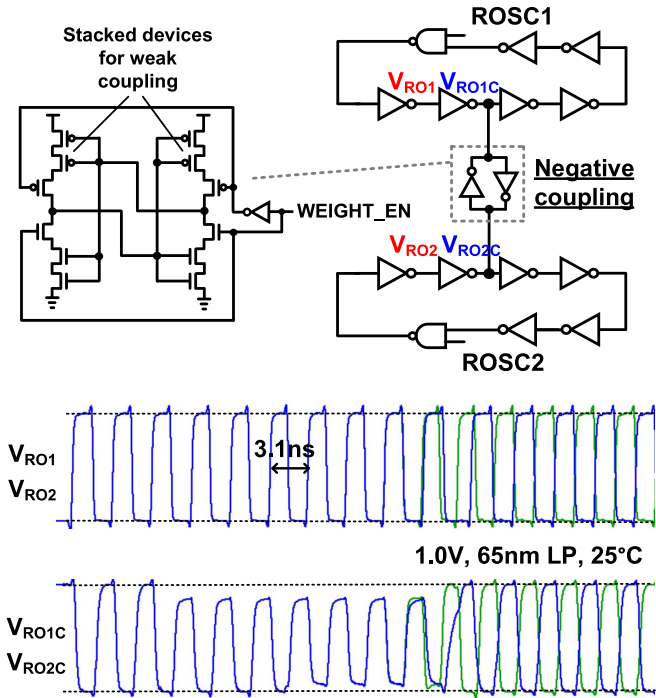 ROSC1
Stacked devices
for weak
coupling
VRO1 VRO1C
Negative
coupling
WEIGHT_EN
VRO2 VRO2C
ROSC2
3.1ns
VRO1
VRO2
1.0V, 65nm LP, 25°C
VRO1C
VRO2C